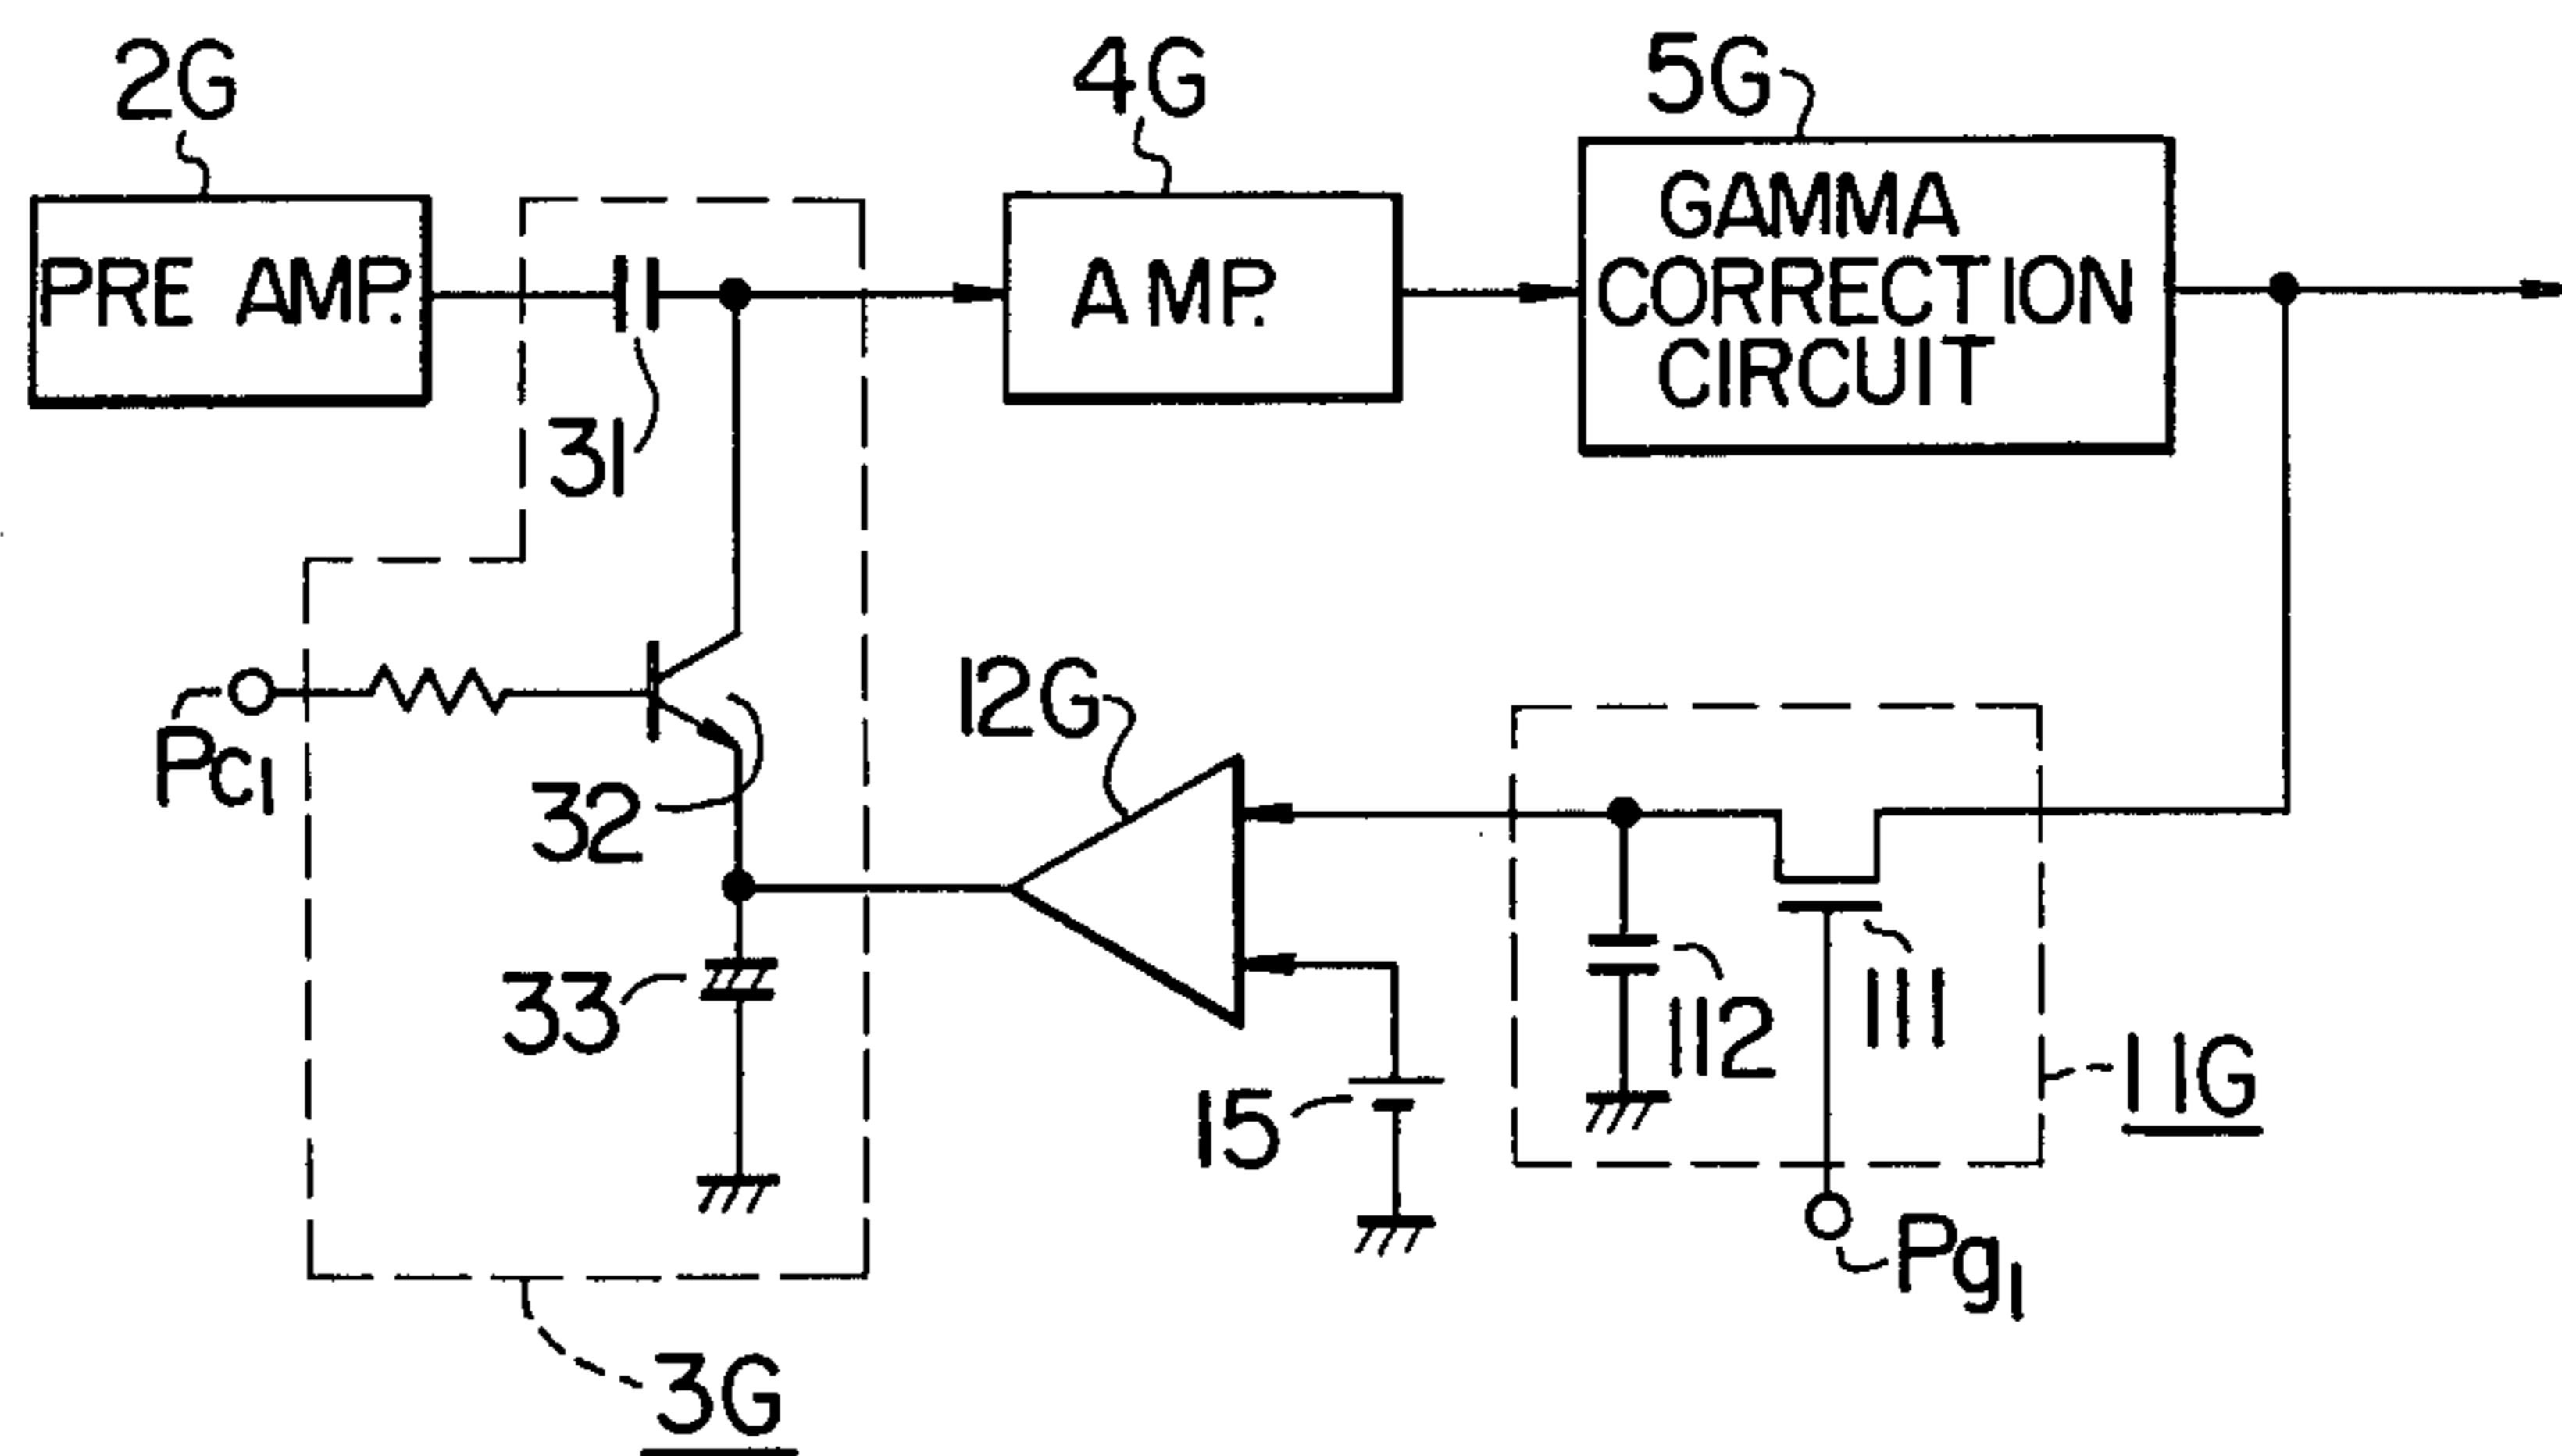 2G
4G
5G
PRE AMP.
AMP.
GAMMA
CORRECTION
CIRCUIT
31
Pc1
32
12G
33
15
112
111
11G
Pg1
3G